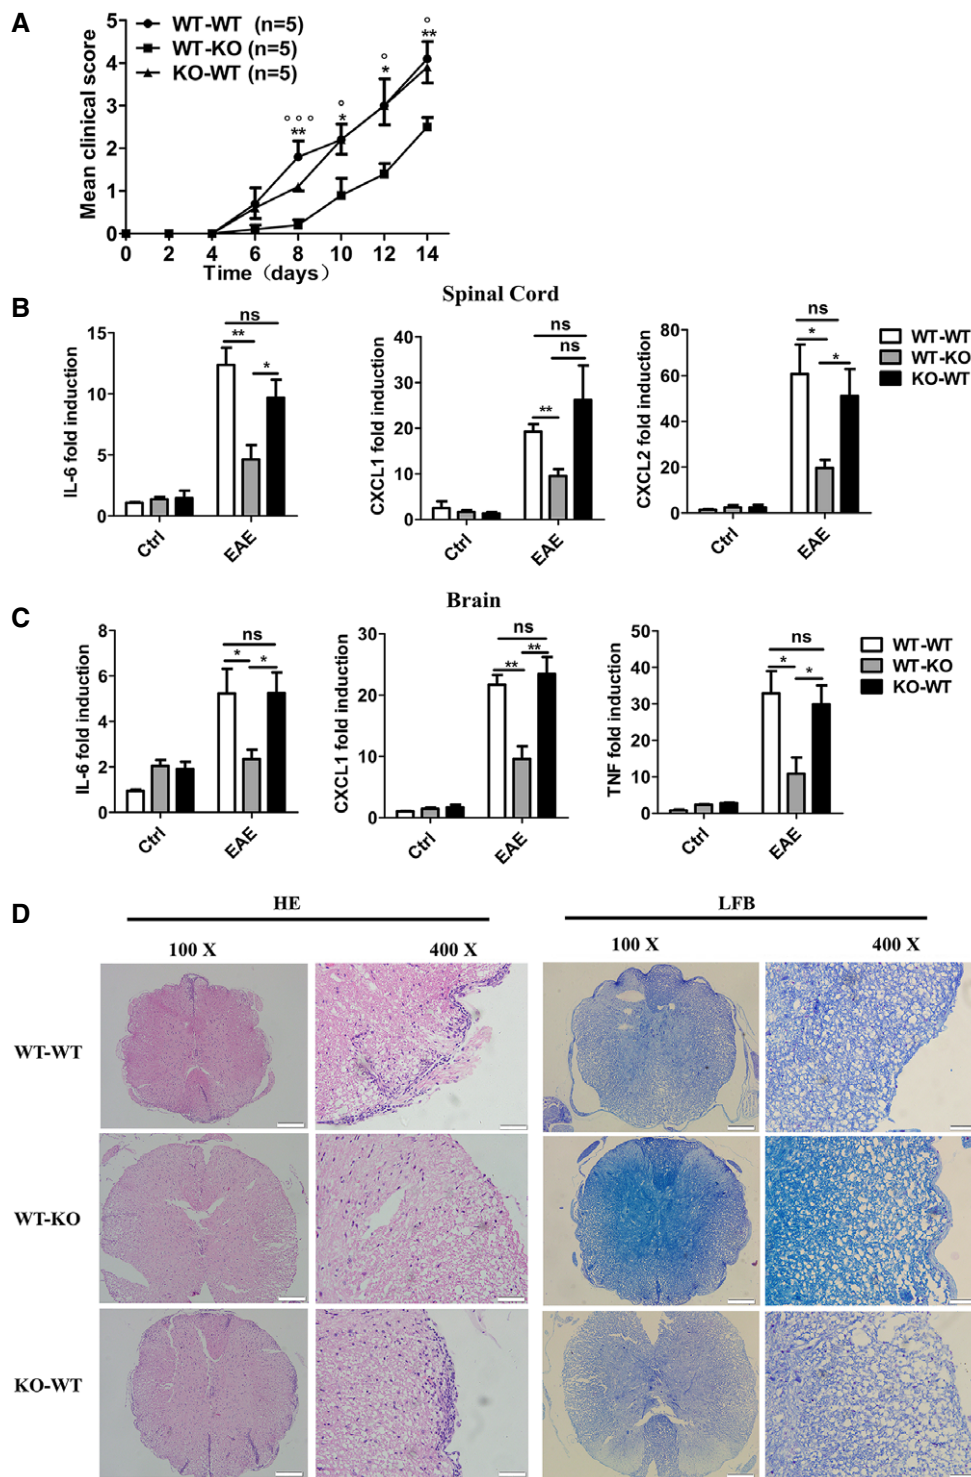 A
Mean clinical score
5
4
3
2
1
0
WT-WT (n=5)
WT-KO (n=5)
KO-WT (n=5)
° ° °
**
°
*
°
*
°
**
0 2 4 6 8 10 12 14
Time（days）
B
Spinal Cord
IL-6 fold induction
15
10
5
0
ns
**
*
Ctrl
EAE
CXCL1 fold induction
40
30
20
10
0
ns
ns
**
Ctrl
EAE
CXCL2 fold induction
80
60
40
20
0
ns
*
*
Ctrl
EAE
WT-WT
WT-KO
KO-WT
C
Brain
IL-6 fold induction
8
6
4
2
0
ns
*
*
Ctrl
EAE
CXCL1 fold induction
30
20
10
0
ns
**
**
Ctrl
EAE
TNF fold induction
50
40
30
20
10
0
ns
*
*
Ctrl
EAE
WT-WT
WT-KO
KO-WT
D
HE
LFB
100 X
400 X
100 X
400 X
WT-WT
WT-KO
KO-WT